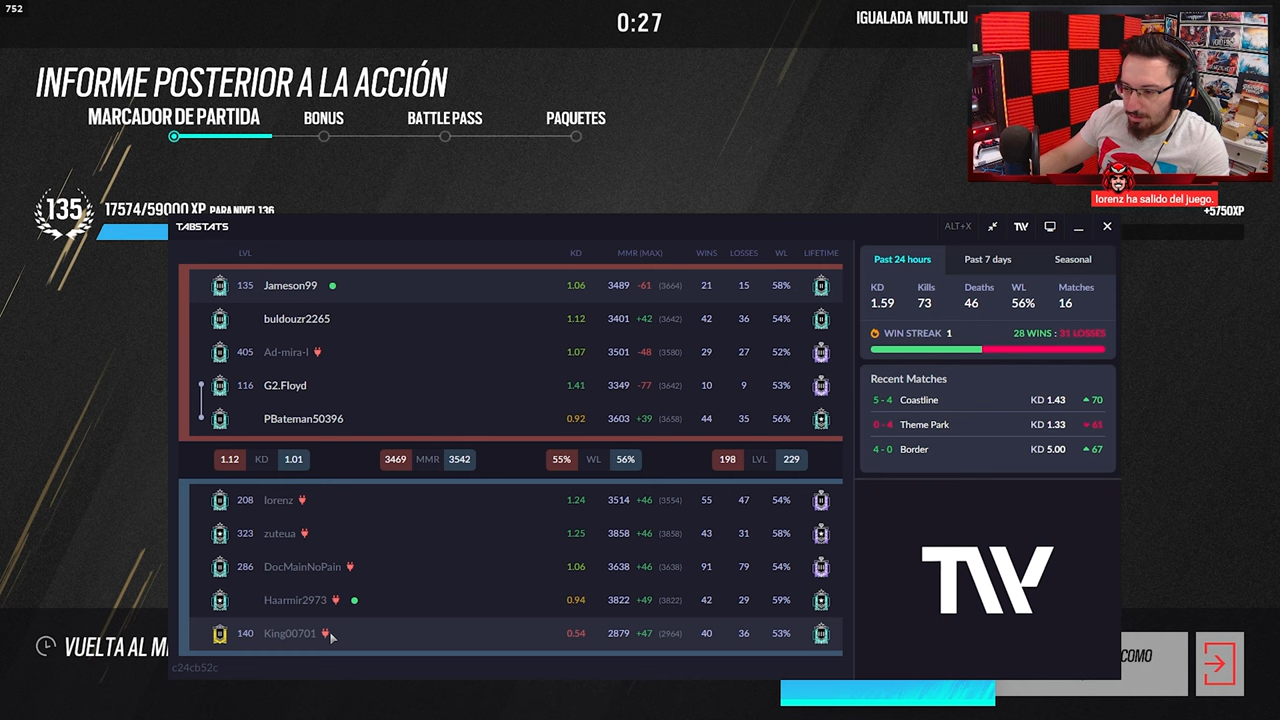 752
0:27
IGUALADA MULTIJU
INFORME POSTERIOR A LA ACCIÓN
MARCADOR DE PARTIDA BONUS BATTLE PASS PAQUETES
135 17574/59000 XP PARA NIVEL 136
lorenz ha salido del juego.
+5750XP
TABSTATS ALT+X
LVL KD MMR (MAX) WINS LOSSES WL LIFETIME
135 Jameson99 1.06 3489 -61 (3664) 21 15 58%
buldouzr2265 1.12 3401 +42 (3642) 42 36 54%
405 Ad-mira-l 1.07 3501 -48 (3580) 29 27 52%
116 G2.Floyd 1.41 3349 -77 (3642) 10 9 53%
PBateman50396 0.92 3603 +39 (3658) 44 35 56%
1.12 KD 1.01 3469 MMR 3542 55% WL 56% 198 LVL 229
208 lorenz 1.24 3514 +46 (3554) 55 47 54%
323 zuteua 1.25 3858 +46 (3858) 43 31 58%
286 DocMainNoPain 1.06 3638 +46 (3638) 91 79 54%
Haarmir2973 0.94 3822 +49 (3822) 42 29 59%
140 King00701 0.54 2879 +47 (2964) 40 36 53%
c24cb52c
Past 24 hours Past 7 days Seasonal
KD Kills Deaths WL Matches
1.59 73 46 56% 16
WIN STREAK 1 28 WINS : 31 LOSSES
Recent Matches
5 - 4 Coastline KD 1.43 70
0 - 4 Theme Park KD 1.33 61
4 - 0 Border KD 5.00 67
VUELTA AL M
COMO